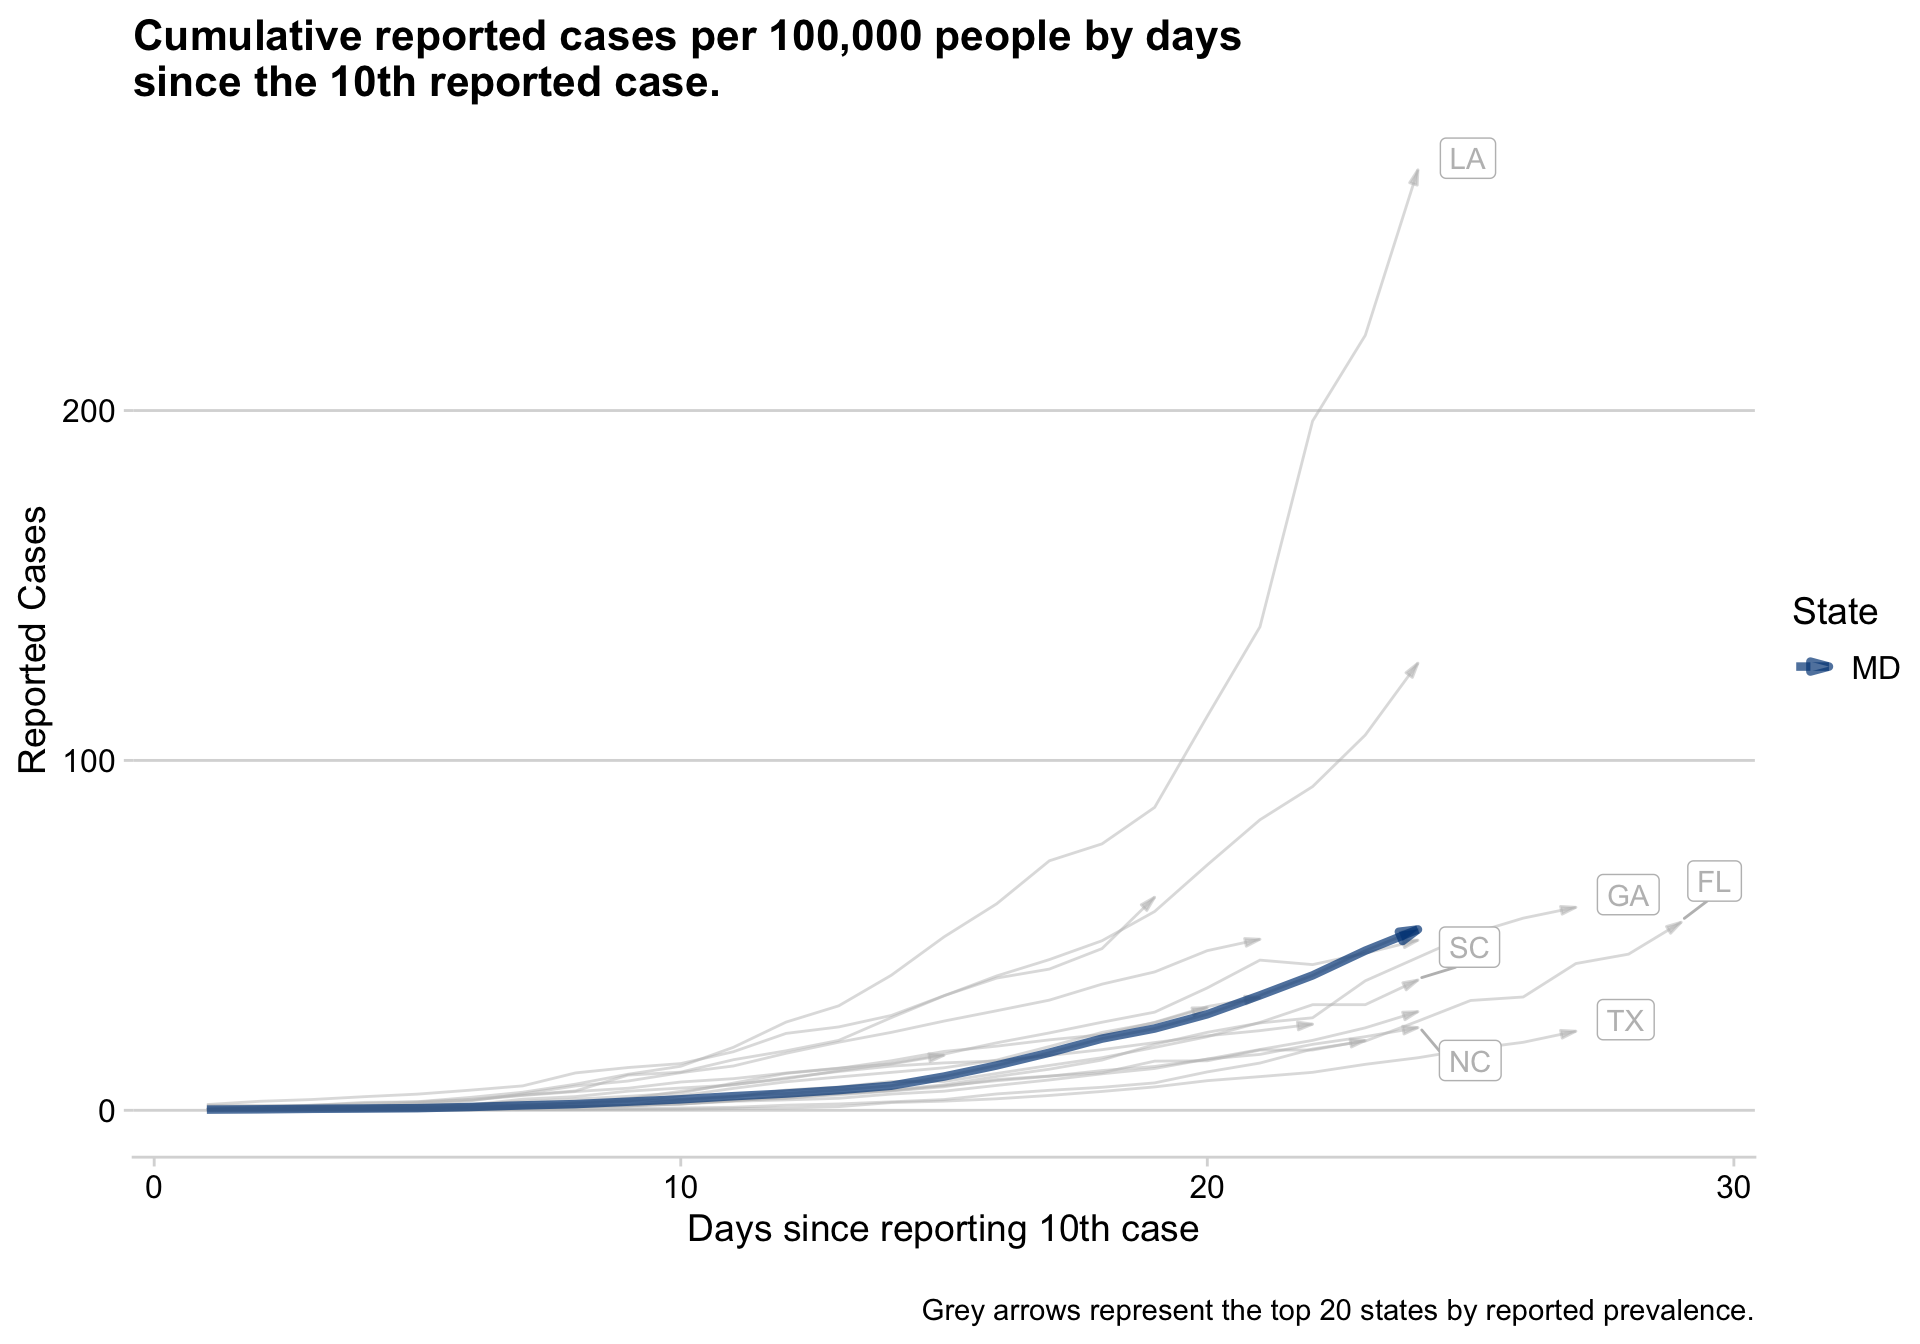 Cumulative reported cases per 100,000 people by days
since the 10th reported case.
LA
200
Reported Cases
State
MD
100
FL
GA
SC
TX
NC
0
0 10 20 30
Days since reporting 10th case
Grey arrows represent the top 20 states by reported prevalence.